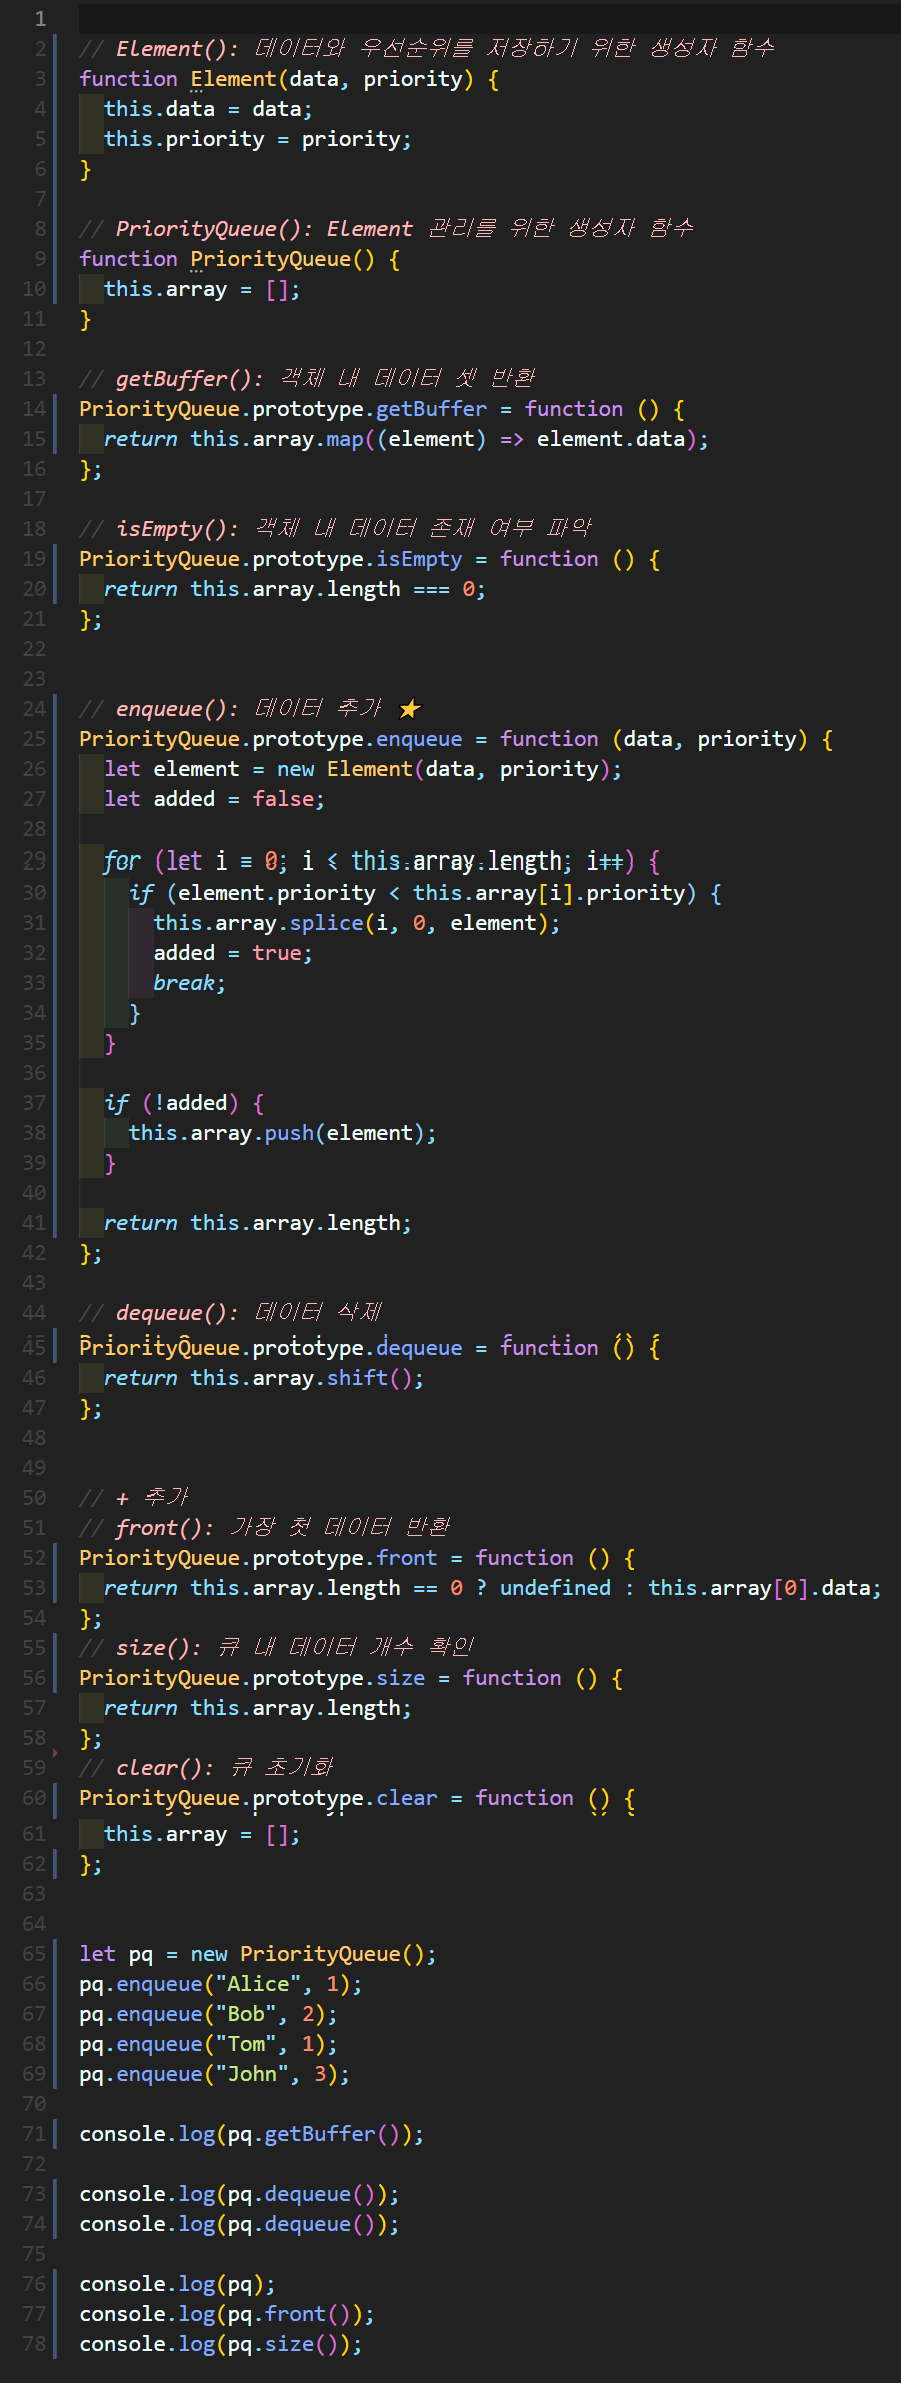 1
2 // Element(): 데이터와 우선순위를 저장하기 위한 생성자 함수
3 function Element(data, priority) {
4   this.data = data;
5   this.priority = priority;
6 }
7
8 // PriorityQueue(): Element 관리를 위한 생성자 함수
9 function PriorityQueue() {
10   this.array = [];
11 }
12
13 // getBuffer(): 객체 내 데이터 셋 반환
14 PriorityQueue.prototype.getBuffer = function () {
15   return this.array.map((element) => element.data);
16 };
17
18 // isEmpty(): 객체 내 데이터 존재 여부 파악
19 PriorityQueue.prototype.isEmpty = function () {
20   return this.array.length === 0;
21 };
22
23
24 // enqueue(): 데이터 추가 ⭐
25 PriorityQueue.prototype.enqueue = function (data, priority) {
26   let element = new Element(data, priority);
27   let added = false;
28
29   for (let i = 0; i < this.array.length; i++) {
30     if (element.priority < this.array[i].priority) {
31       this.array.splice(i, 0, element);
32       added = true;
33       break;
34     }
35   }
36
37   if (!added) {
38     this.array.push(element);
39   }
40
41   return this.array.length;
42 };
43
44 // dequeue(): 데이터 삭제
45 PriorityQueue.prototype.dequeue = function () {
46   return this.array.shift();
47 };
48
49
50 // + 추가
51 // front(): 가장 첫 데이터 반환
52 PriorityQueue.prototype.front = function () {
53   return this.array.length == 0 ? undefined : this.array[0].data;
54 };
55 // size(): 큐 내 데이터 개수 확인
56 PriorityQueue.prototype.size = function () {
57   return this.array.length;
58 };
59 // clear(): 큐 초기화
60 PriorityQueue.prototype.clear = function () {
61   this.array = [];
62 };
63
64
65 let pq = new PriorityQueue();
66 pq.enqueue("Alice", 1);
67 pq.enqueue("Bob", 2);
68 pq.enqueue("Tom", 1);
69 pq.enqueue("John", 3);
70
71 console.log(pq.getBuffer());
72
73 console.log(pq.dequeue());
74 console.log(pq.dequeue());
75
76 console.log(pq);
77 console.log(pq.front());
78 console.log(pq.size());